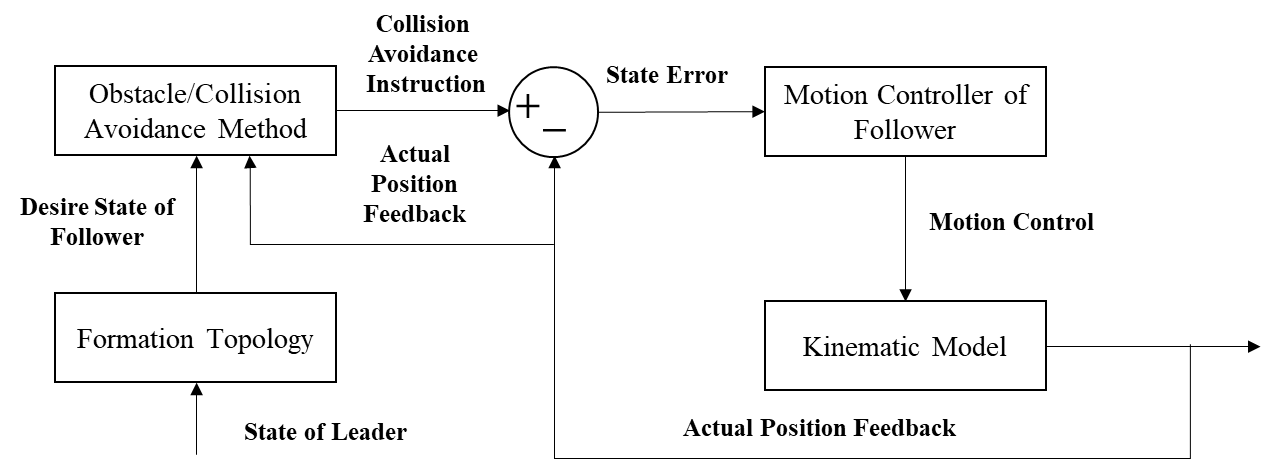 Collision
Avoidance
Instruction
Obstacle/Collision
Avoidance Method
+
−
State Error
Motion Controller of
Follower
Actual
Position
Feedback
Desire State of
Follower
Motion Control
Formation Topology
Kinematic Model
State of Leader
Actual Position Feedback